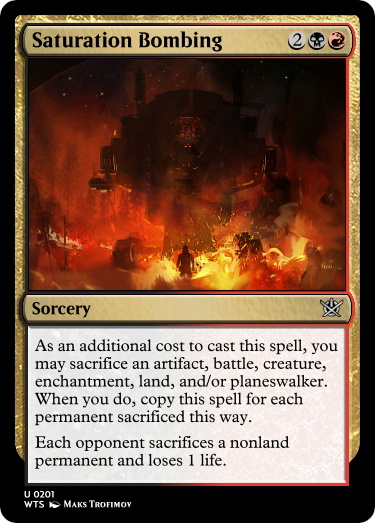 Saturation Bombing 2
Sorcery
As an additional cost to cast this spell, you
may sacrifice an artifact, battle, creature,
enchantment, land, and/or planeswalker.
When you do, copy this spell for each
permanent sacrificed this way.
Each opponent sacrifices a nonland
permanent and loses 1 life.
U 0201
WTS Maks Trofimov